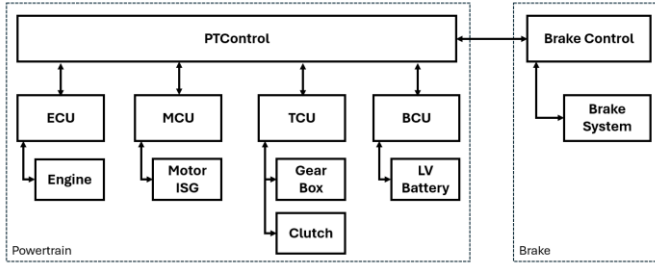 PTControl
Brake Control
ECU
MCU
TCU
BCU
Brake
System
Engine
Motor
ISG
Gear
Box
LV
Battery
Clutch
Powertrain
Brake